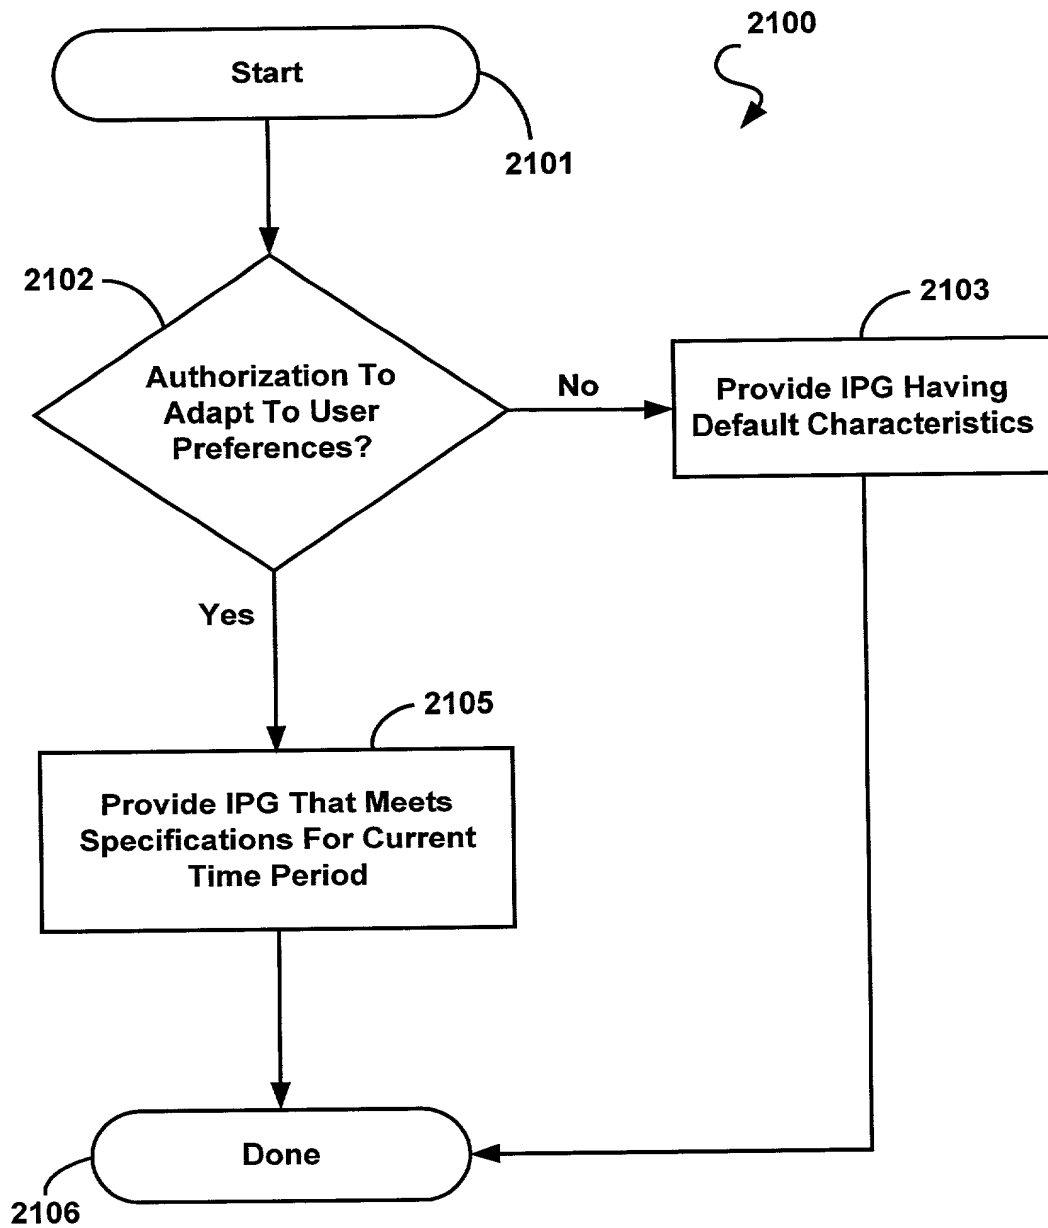 2100
Start
2101
2102
Authorization To
Adapt To User
Preferences?
No
2103
Provide IPG Having
Default Characteristics
Yes
2105
Provide IPG That Meets
Specifications For Current
Time Period
Done
2106